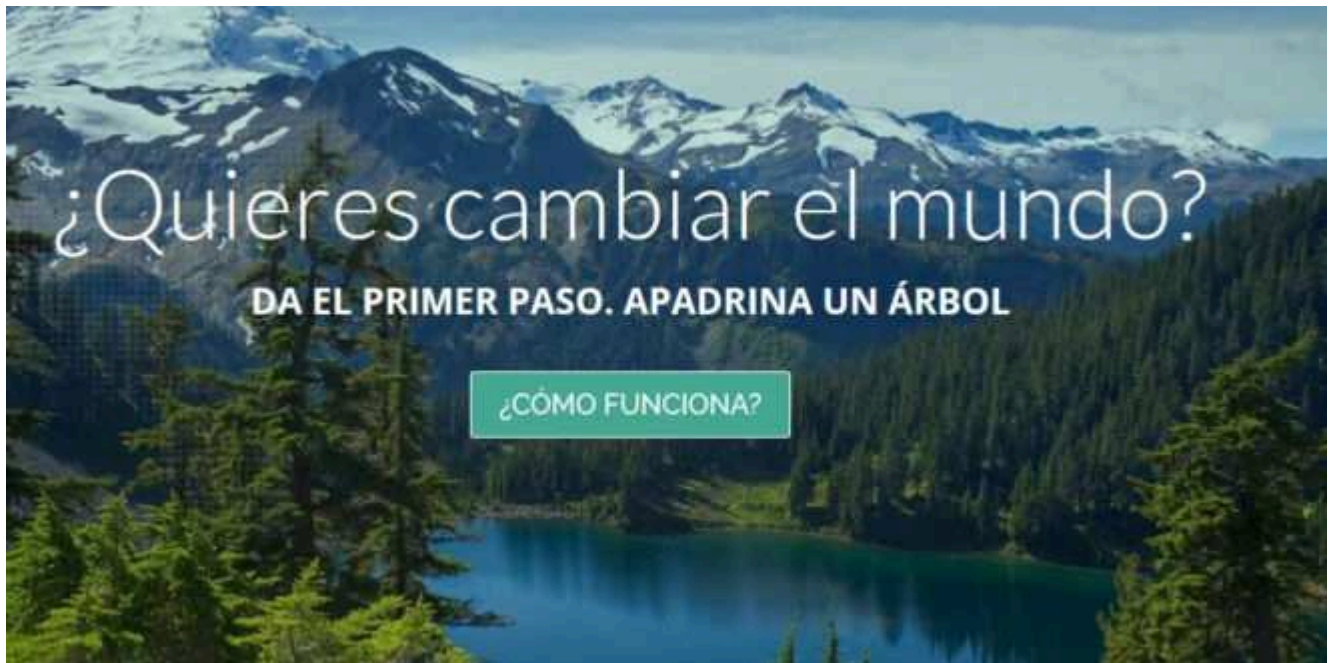 ¿Quieres cambiar el mundo?
DA EL PRIMER PASO. APADRINA UN ÁRBOL
¿CÓMO FUNCIONA?